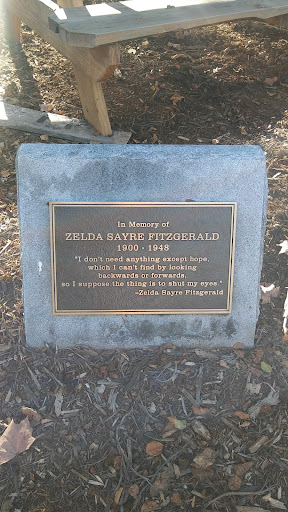 In Memory of
ZELDA SAYRE FITZGERALD
1900 - 1948
"I don't need anything except hope,
which I can't find by looking
backwards or forwards,
so I suppose the thing is to shut my eyes."
-Zelda Sayre Fitzgerald